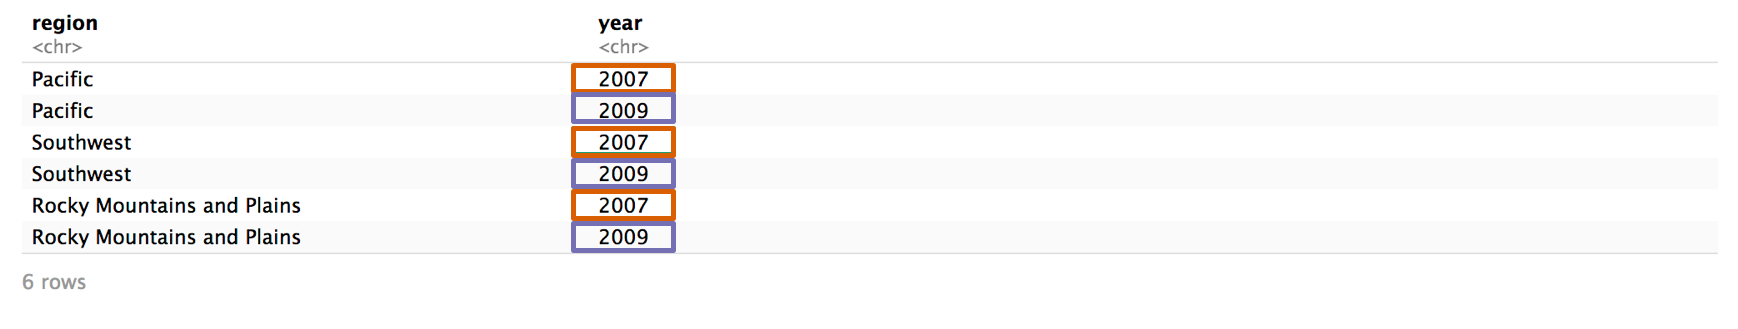 region year
<chr> <chr>
Pacific 2007
Pacific 2009
Southwest 2007
Southwest 2009
Rocky Mountains and Plains 2007
Rocky Mountains and Plains 2009
6 rows